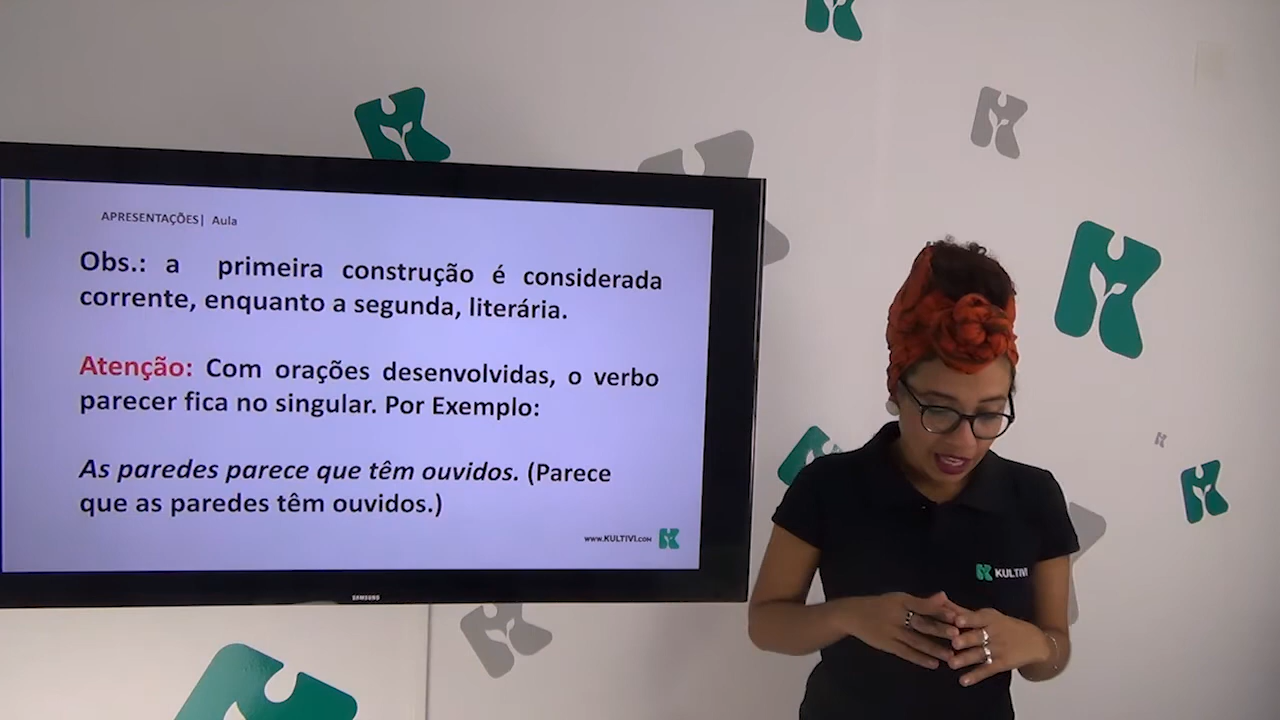 APRESENTAÇÕES| Aula
Obs.: a primeira construção é considerada
corrente, enquanto a segunda, literária.
Atenção: Com orações desenvolvidas, o verbo
parecer fica no singular. Por Exemplo:
As paredes parece que têm ouvidos. (Parece
que as paredes têm ouvidos.)
www.KULTIVI.COM
SAMSUNG
KULTIVI